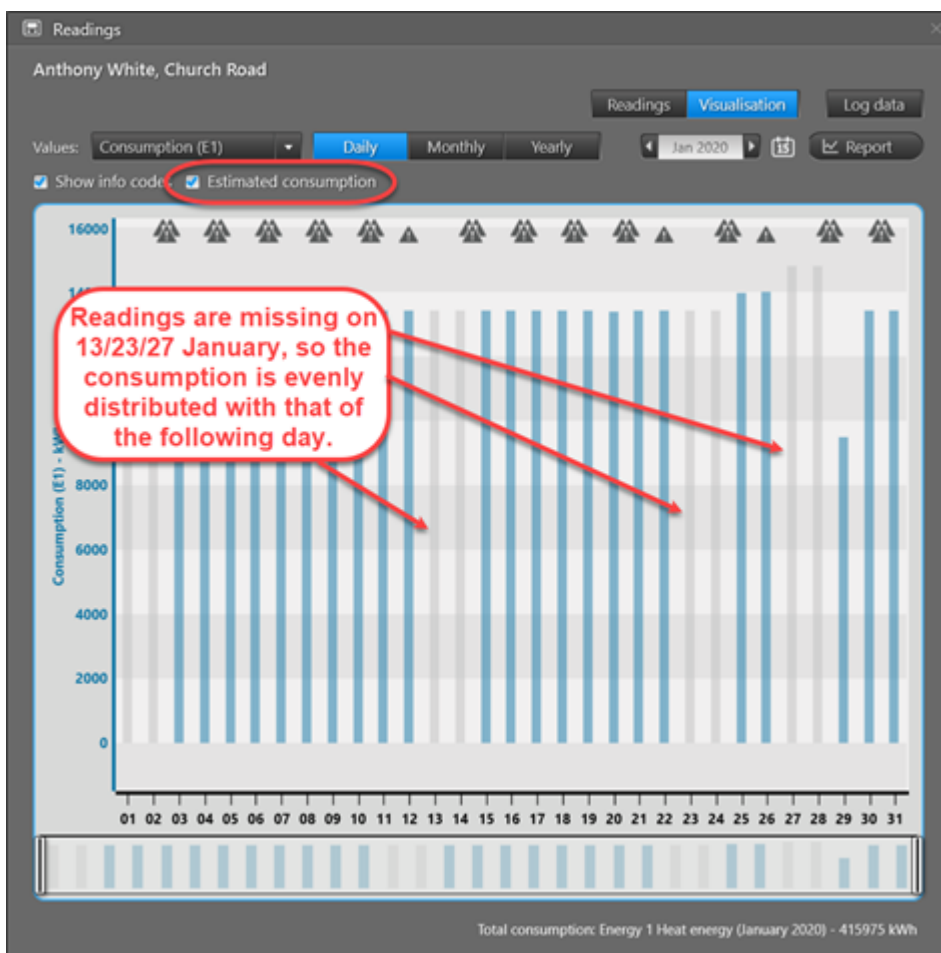 Readings
Anthony White, Church Road
Readings Visualisation Log data
Values: Consumption (E1) Daily Monthly Yearly Jan 2020 15 Report
Show info code Estimated consumption
16000
Readings are missing on
13/23/27 January, so the
consumption is evenly
distributed with that of
the following day.
8000
6000
4000
2000
0
Consumption (E1) - kW
01 02 03 04 05 06 07 08 09 10 11 12 13 14 15 16 17 18 19 20 21 22 23 24 25 26 27 28 29 30 31
Total consumption: Energy 1 Heat energy (January 2020) - 415975 kWh